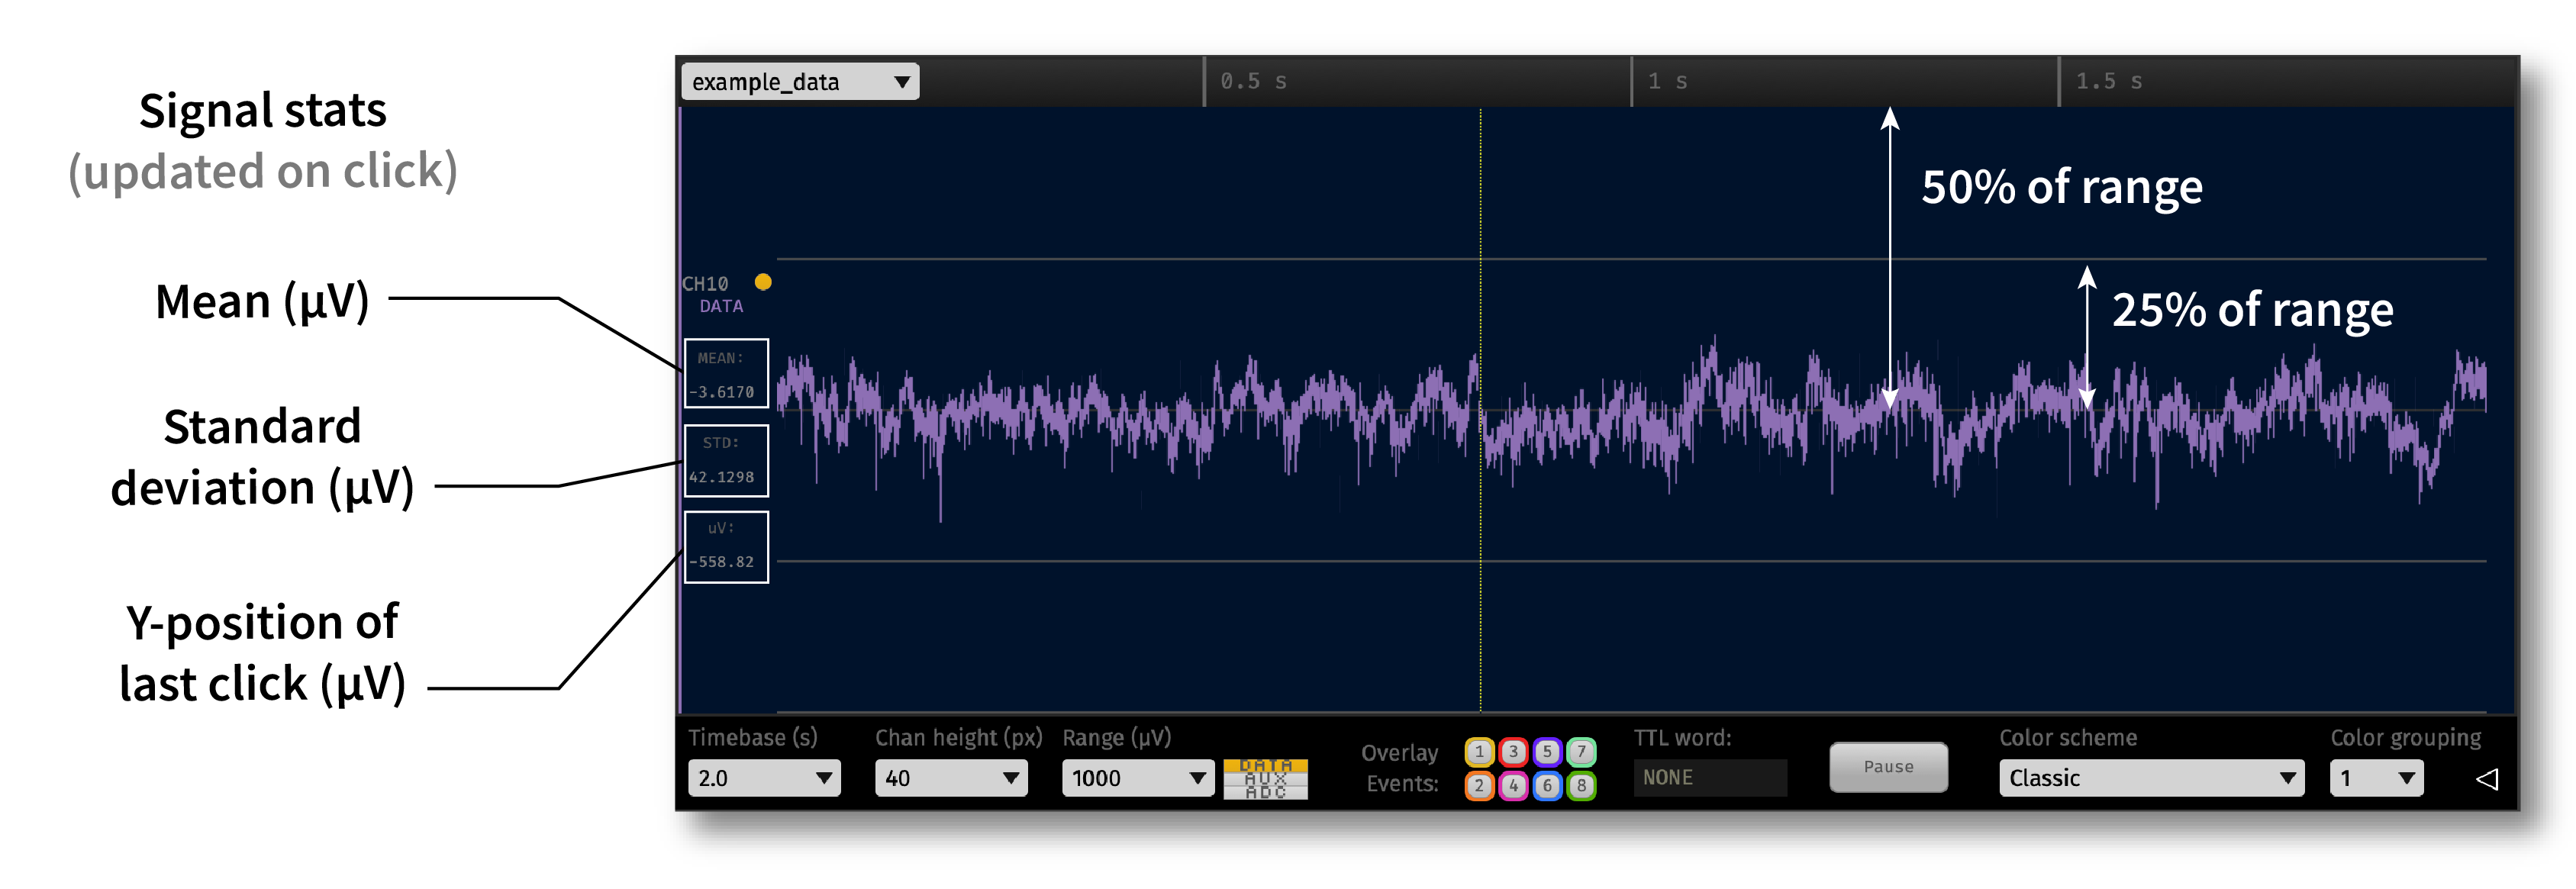 Signal stats
(updated on click)
Mean (µV)
Standard
deviation (µV)
Y-position of
last click (µV)
example_data
0.5 s
1 s
1.5 s
50% of range
25% of range
CH10
DATA
MEAN:
-3.6170
STD:
42.1298
uV:
-558.82
Timebase (s)
2.0
Chan height (px)
40
Range (µV)
1000
DATA
AUX
ADC
Overlay
Events:
1 3 5 7
2 4 6 8
TTL word:
NONE
Pause
Color scheme
Classic
Color grouping
1